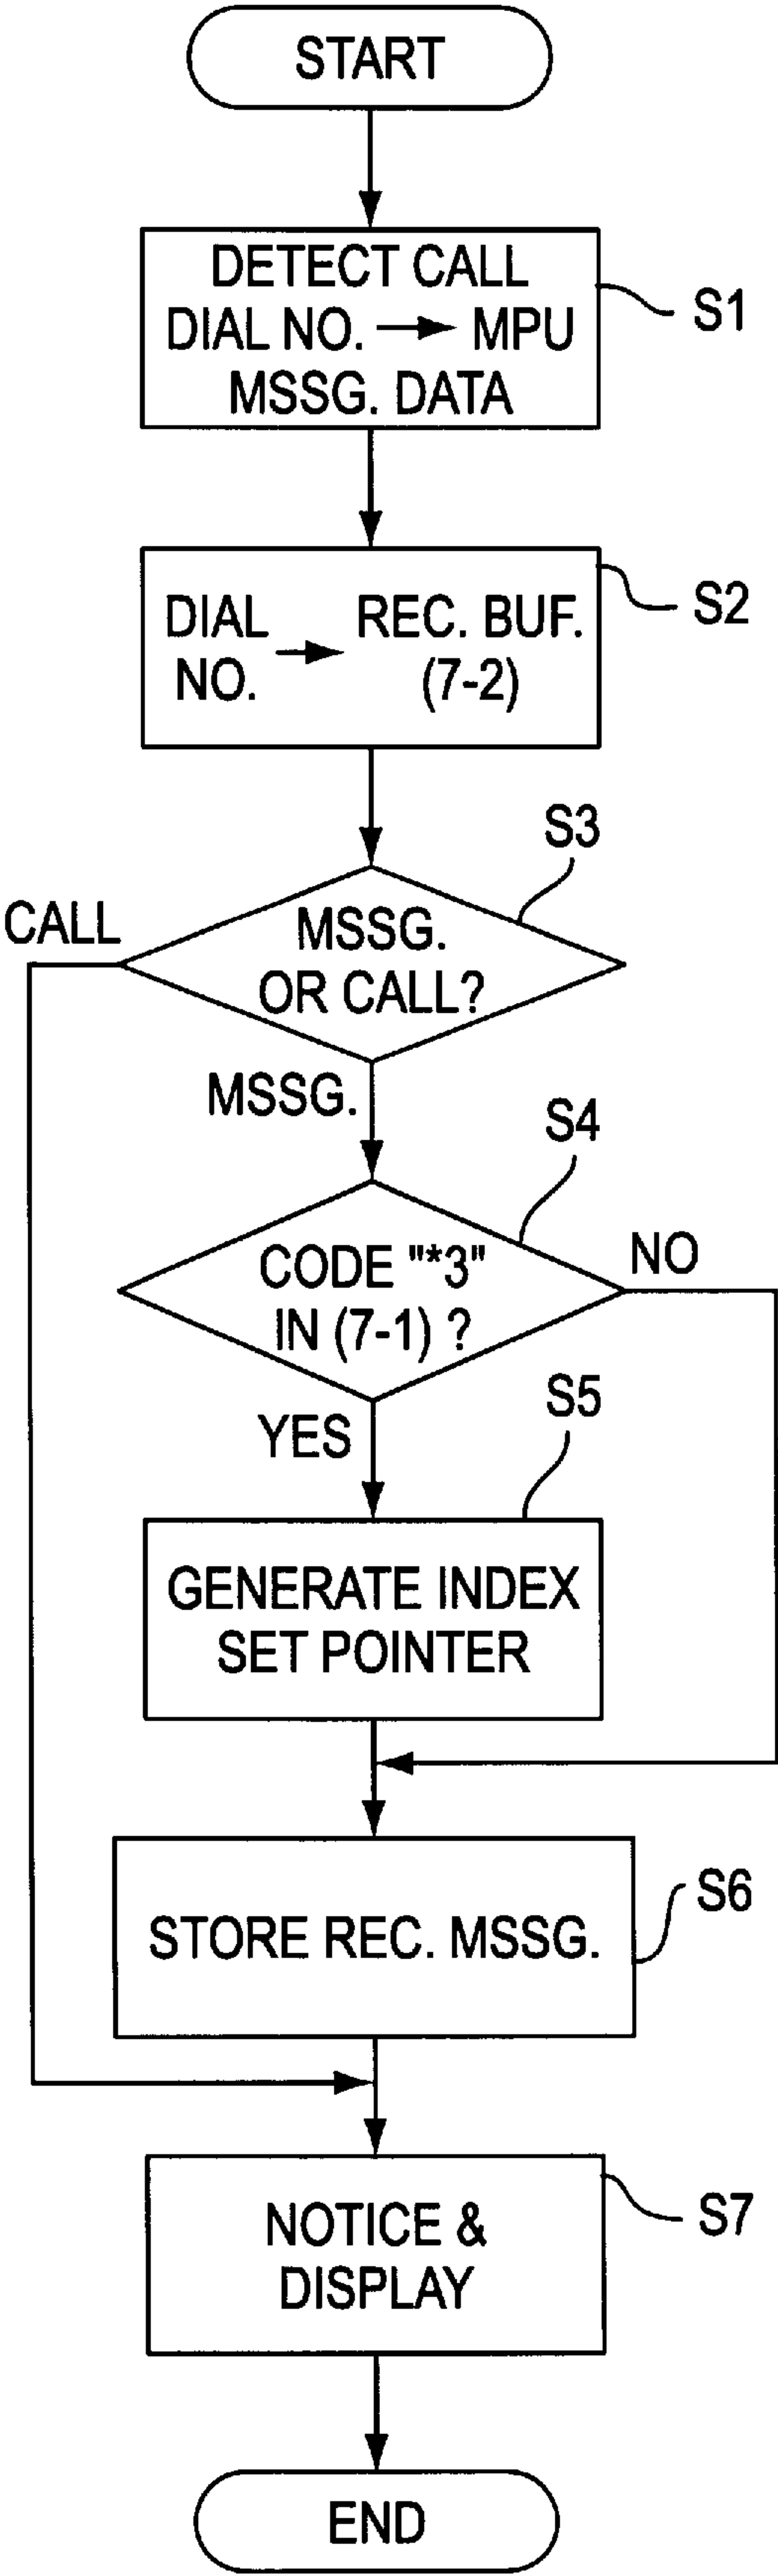 START
DETECT CALL
DIAL NO. → MPU
MSSG. DATA
S1
DIAL
NO.
→
REC. BUF.
(7-2)
S2
S3
CALL
MSSG.
OR CALL?
MSSG.
S4
CODE "*3"
IN (7-1) ?
NO
YES
S5
GENERATE INDEX
SET POINTER
STORE REC. MSSG.
S6
NOTICE &
DISPLAY
S7
END